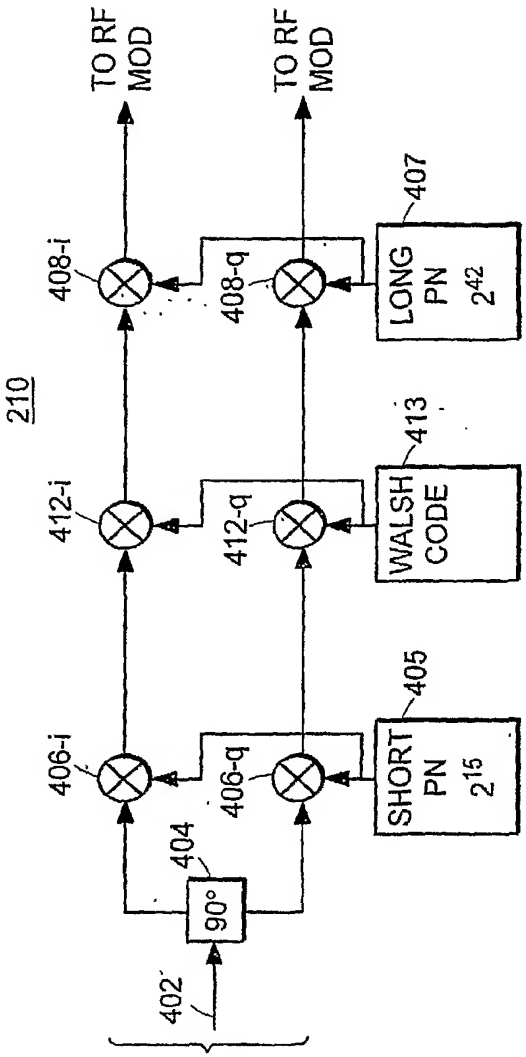 210
TO RF
MOD
TO RF
MOD
408-i
408-q
412-i
412-q
406-i
406-q
404
90°
402
407
LONG
PN
2^42
413
WALSH
CODE
405
SHORT
PN
2^15